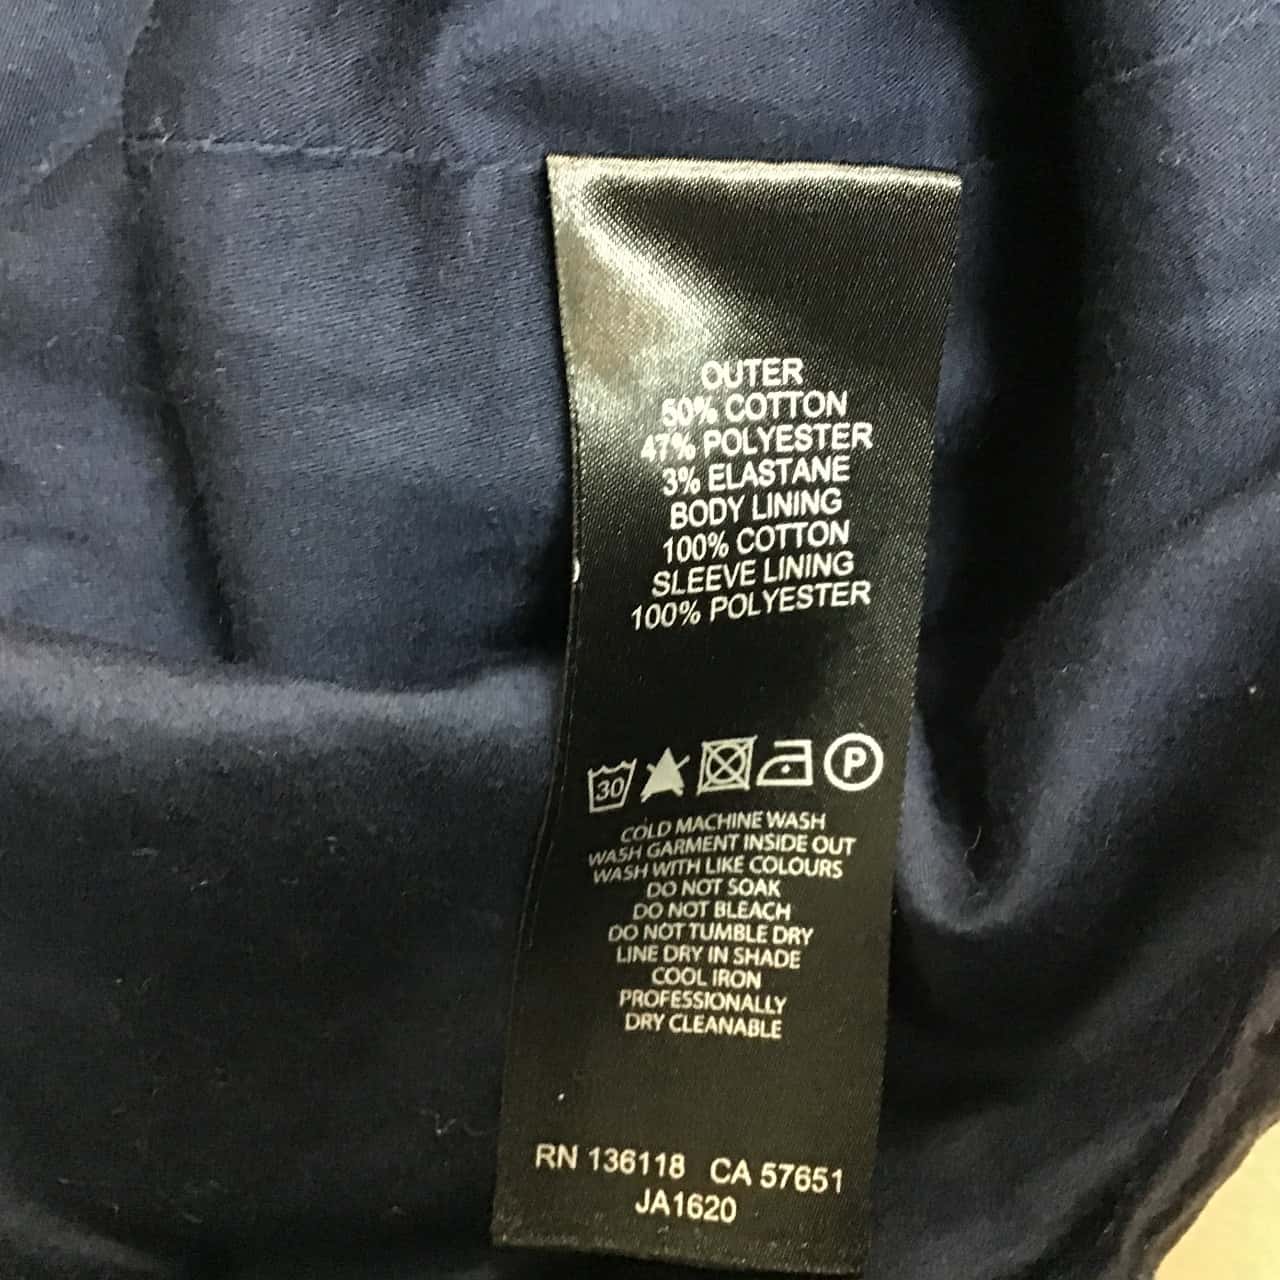 OUTER
50% COTTON
47% POLYESTER
3% ELASTANE
BODY LINING
100% COTTON
SLEEVE LINING
100% POLYESTER
30 P
COLD MACHINE WASH
WASH GARMENT INSIDE OUT
WASH WITH LIKE COLOURS
DO NOT SOAK
DO NOT BLEACH
DO NOT TUMBLE DRY
LINE DRY IN SHADE
COOL IRON
PROFESSIONALLY
DRY CLEANABLE
RN 136118 CA 57651
JA1620